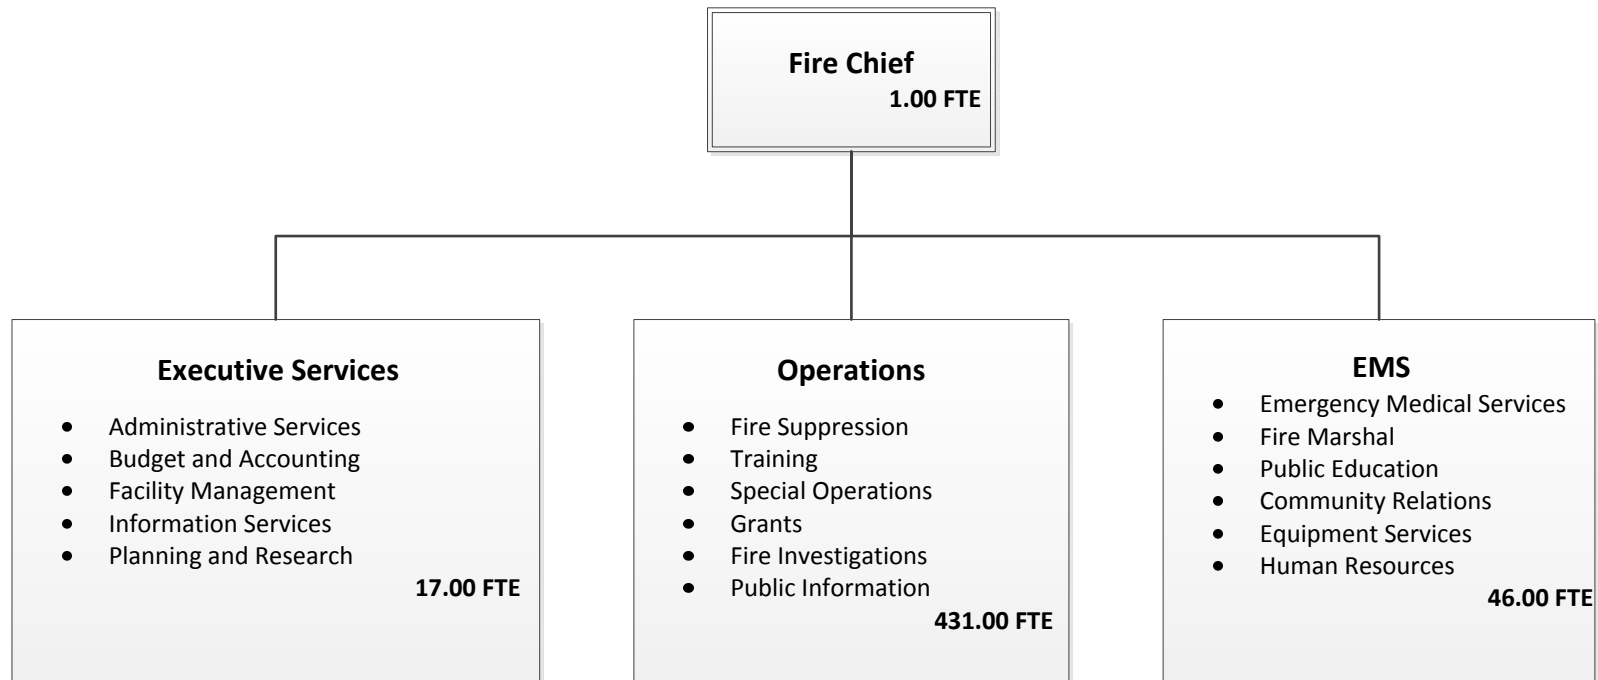 Fire Chief
1.00 FTE
Executive Services
• Administrative Services
• Budget and Accounting
• Facility Management
• Information Services
• Planning and Research
17.00 FTE
Operations
• Fire Suppression
• Training
• Special Operations
• Grants
• Fire Investigations
• Public Information
431.00 FTE
EMS
• Emergency Medical Services
• Fire Marshal
• Public Education
• Community Relations
• Equipment Services
• Human Resources
46.00 FTE